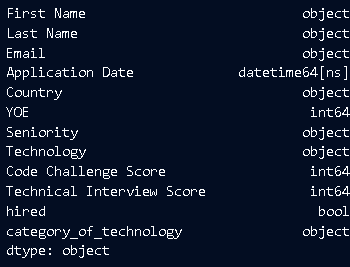 First Name object
Last Name object
Email object
Application Date datetime64[ns]
Country object
YOE int64
Seniority object
Technology object
Code Challenge Score int64
Technical Interview Score int64
hired bool
category_of_technology object
dtype: object